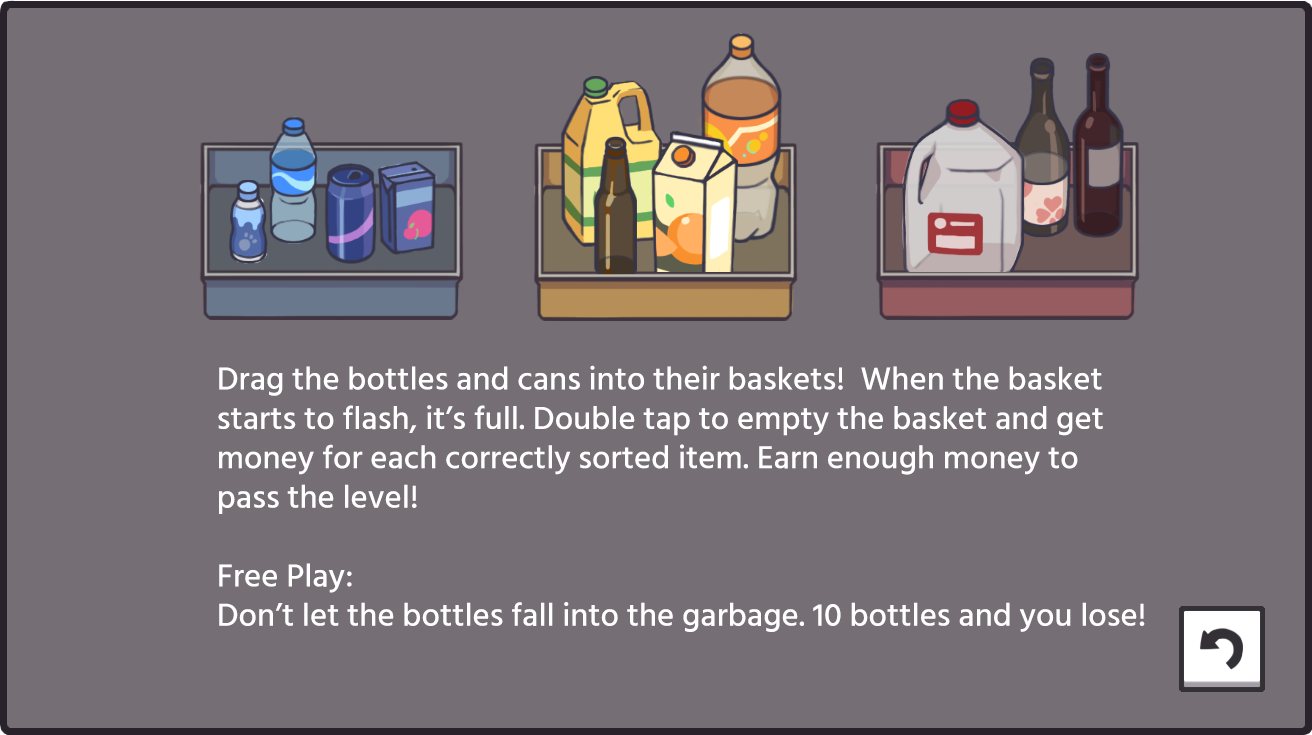 Drag the bottles and cans into their baskets!  When the basket
starts to flash, it’s full. Double tap to empty the basket and get
money for each correctly sorted item. Earn enough money to
pass the level!
Free Play:
Don’t let the bottles fall into the garbage. 10 bottles and you lose!